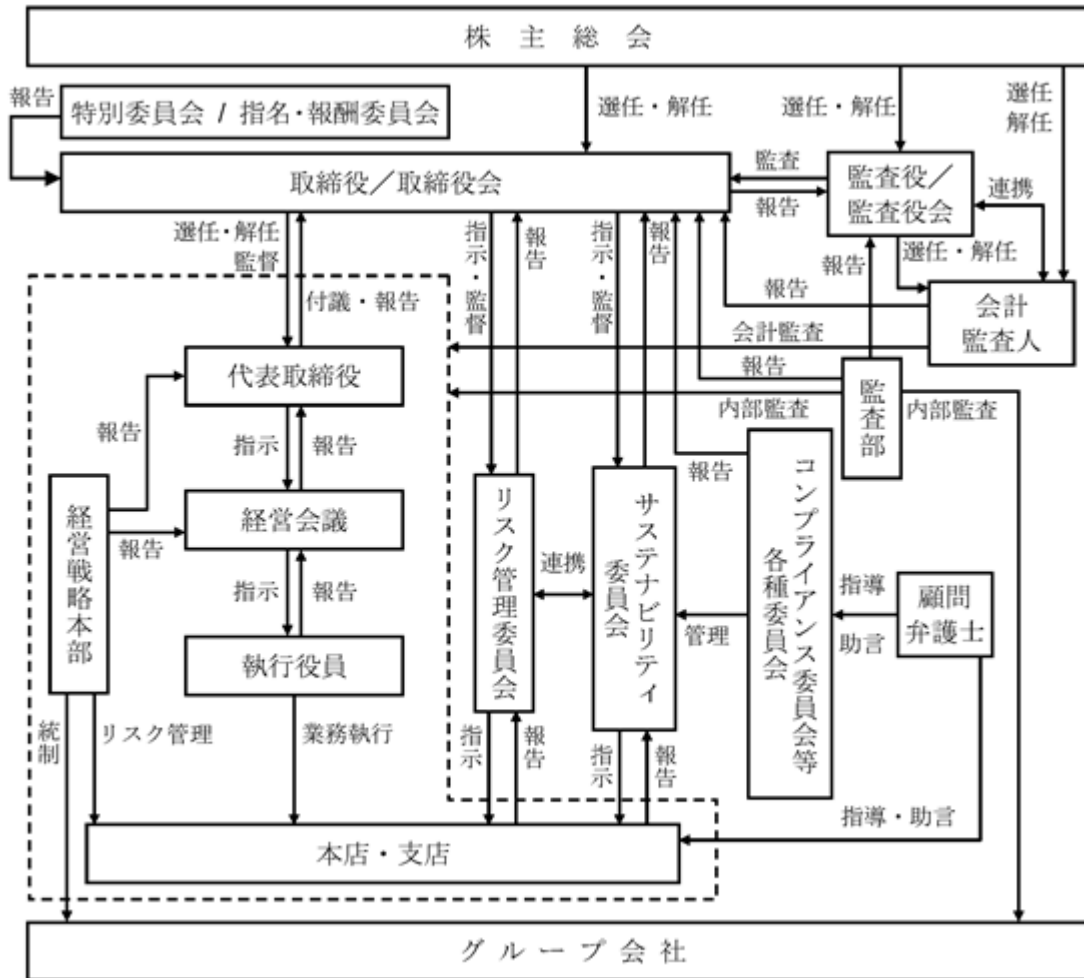 株主総会
報告
特別委員会 / 指名・報酬委員会
選任・解任
選任・解任
選任
解任
取締役／取締役会
監査
報告
監査役／
監査役会
連携
選任・解任
監督
付議・報告
指示・監督
報告
指示・監督
報告
報告
選任・解任
報告
会計
監査人
会計監査
報告
内部監査
監査部
内部監査
代表取締役
報告
指示
報告
経営戦略本部
報告
経営会議
指示
報告
執行役員
リスク管理委員会
連携
サステナビリティ
委員会
報告
管理
コンプライアンス委員会等
各種委員会
指導
助言
顧問
弁護士
統制
リスク管理
業務執行
指示
報告
指示
報告
指導・助言
本店・支店
グループ会社